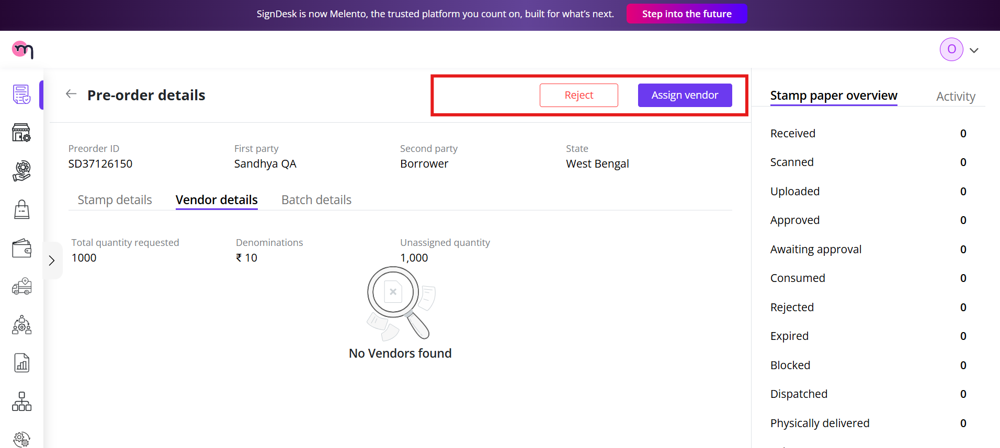 SignDesk is now Melento, the trusted platform you count on, built for what's next. Step into the future
O
Pre-order details
Reject
Assign vendor
Preorder ID
SD37126150
First party
Sandhya QA
Second party
Borrower
State
West Bengal
Stamp details
Vendor details
Batch details
Total quantity requested
1000
Denominations
₹ 10
Unassigned quantity
1,000
No Vendors found
Stamp paper overview
Activity
Received 0
Scanned 0
Uploaded 0
Approved 0
Awaiting approval 0
Consumed 0
Rejected 0
Expired 0
Blocked 0
Dispatched 0
Physically delivered 0